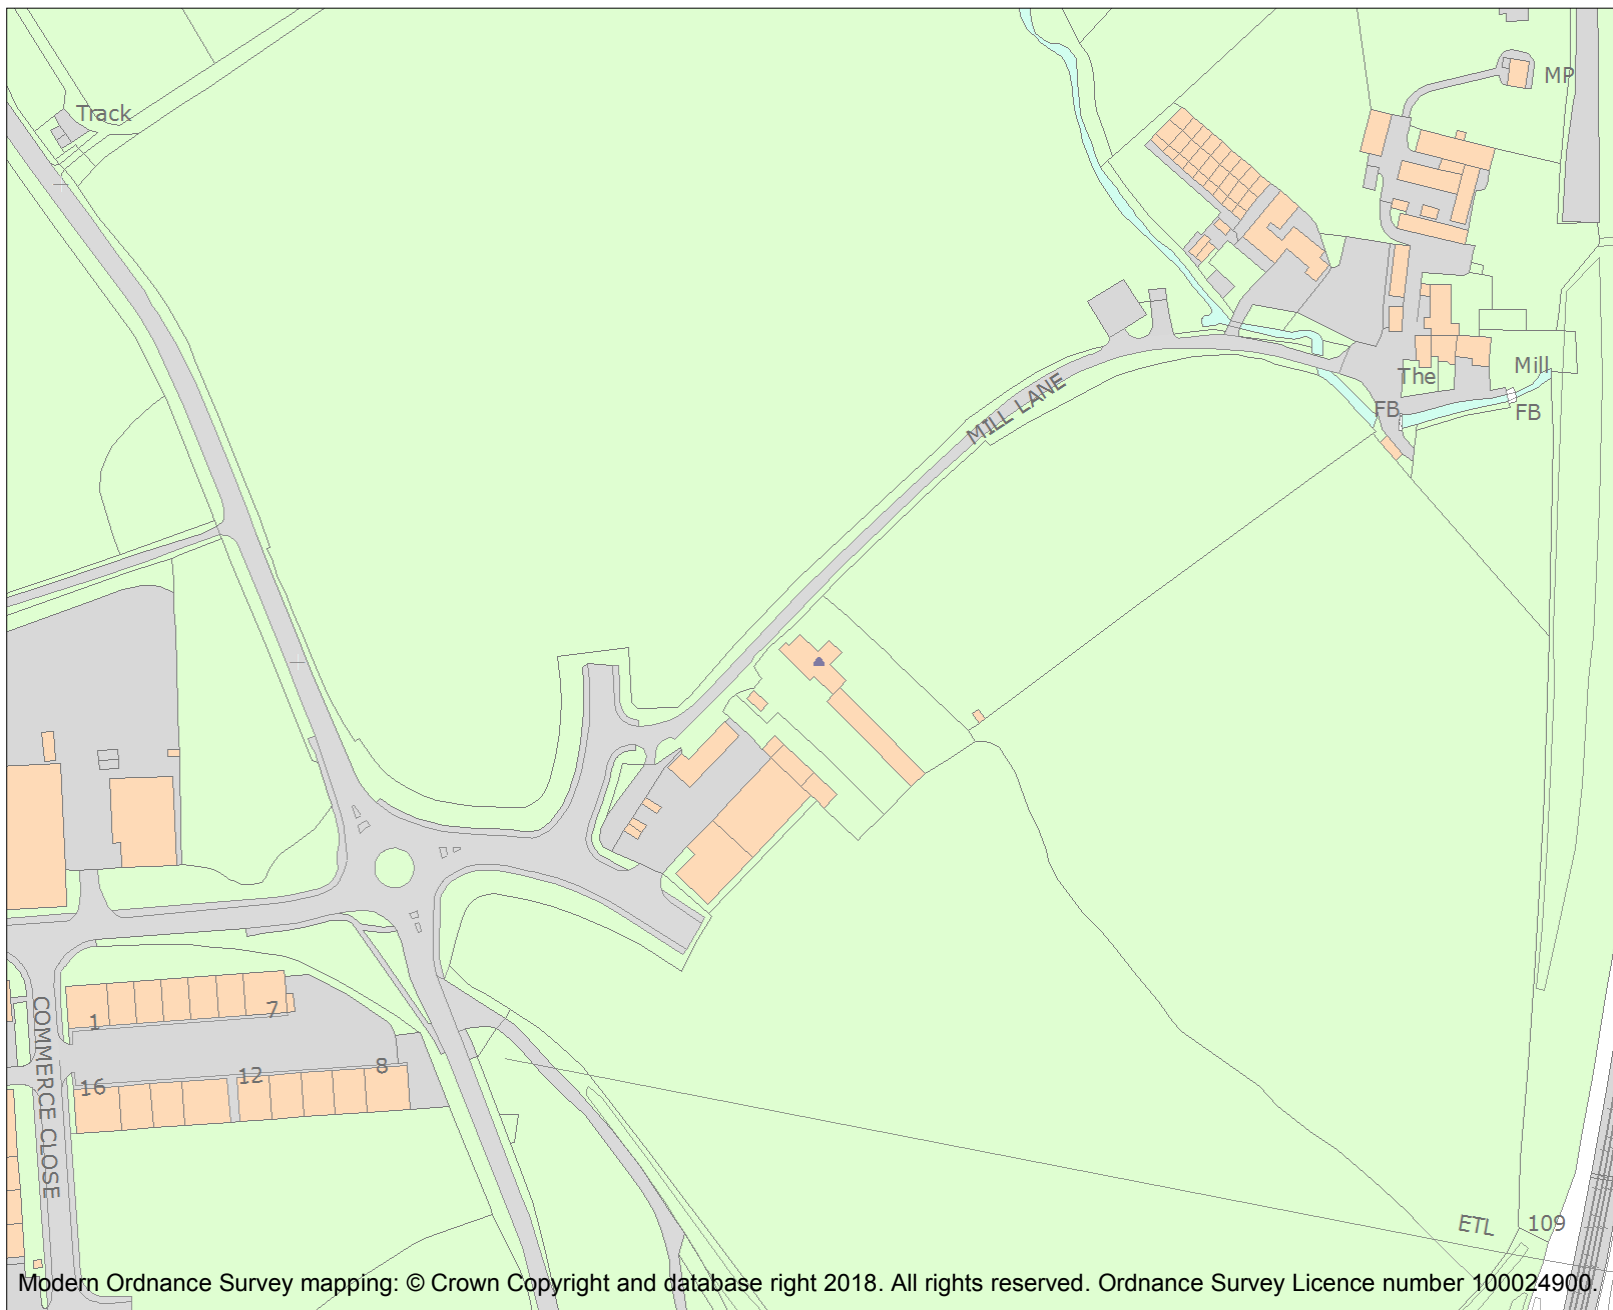 MP
Track
The
Mill
MILL LANE
FB
FB
COMMERCE CLOSE
1
7
16
12
8
ETL
109
Modern Ordnance Survey mapping: © Crown Copyright and database right 2018. All rights reserved. Ordnance Survey Licence number 100024900.